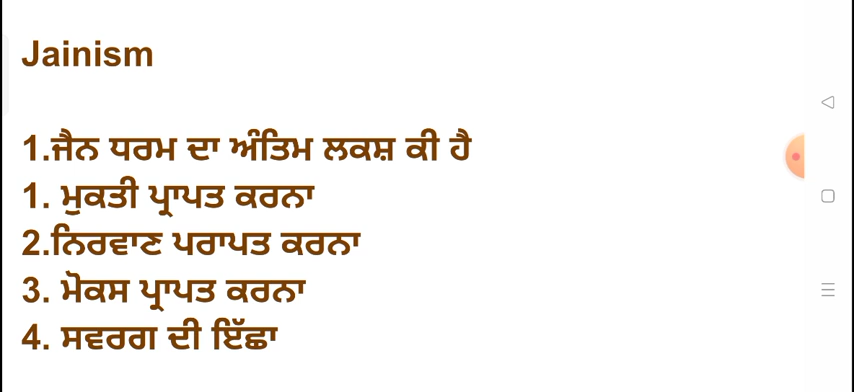 Jainism
1.ਜੈਨ ਧਰਮ ਦਾ ਅੰਤਿਮ ਲਕਸ਼ ਕੀ ਹੈ
1. ਮੁਕਤੀ ਪ੍ਰਾਪਤ ਕਰਨਾ
2.ਨਿਰਵਾਣ ਪਰਾਪਤ ਕਰਨਾ
3. ਮੋਕਸ ਪ੍ਰਾਪਤ ਕਰਨਾ
4. ਸਵਰਗ ਦੀ ਇੱਛਾ